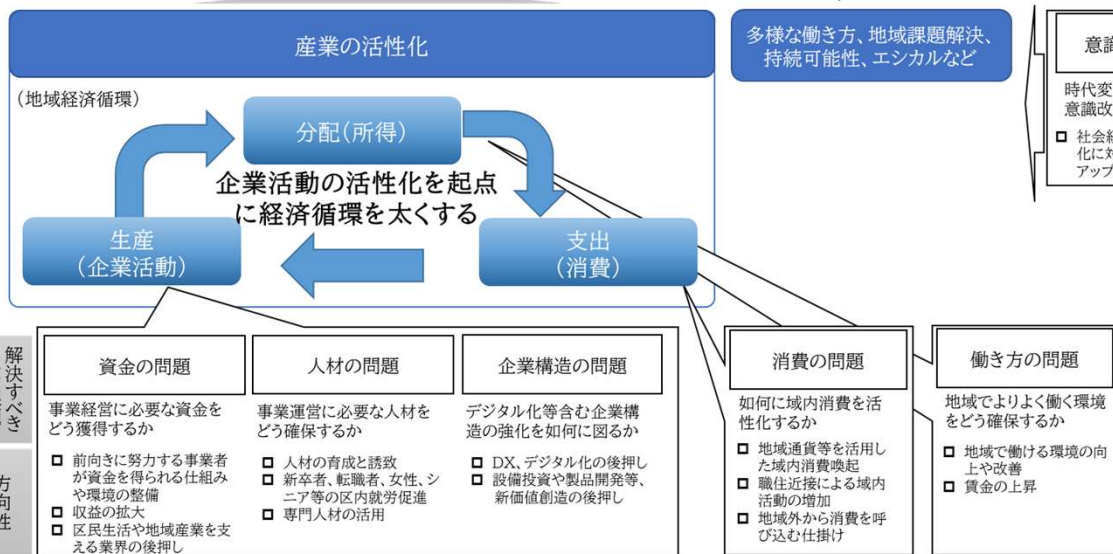 産業の活性化
多様な働き方、地域課題解決、
持続可能性、エシカルなど
(地域経済循環)
分配(所得)
企業活動の活性化を起点
に経済循環を太くする
生産
(企業活動)
支出
(消費)
時代変
意識改
□ 社会経
化に対
アップ
解決すべき
方向性
資金の問題
事業経営に必要な資金を
どう獲得するか
□ 前向きに努力する事業者
が資金を得られる仕組み
や環境の整備
□ 収益の拡大
□ 区民生活や地域産業を支
える業界の後押し
人材の問題
事業運営に必要な人材を
どう確保するか
□ 人材の育成と誘致
□ 新卒者、転職者、女性、シ
ニア等の区内就労促進
□ 専門人材の活用
企業構造の問題
デジタル化等含む企業構
造の強化を如何に図るか
□ DX、デジタル化の後押し
□ 設備投資や製品開発等、
新価値創造の後押し
消費の問題
如何に域内消費を活
性化するか
□ 地域通貨等を活用し
た域内消費喚起
□ 職住近接による域内
活動の増加
□ 地域外から消費を呼
び込む仕掛け
働き方の問題
地域でよりよく働く環境
をどう確保するか
□ 地域で働ける環境の向
上や改善
□ 賃金の上昇